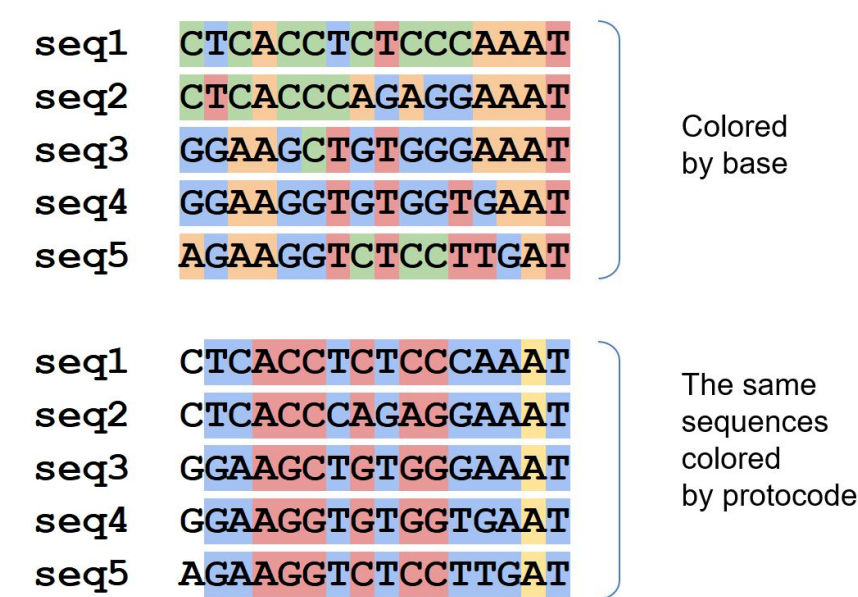 seq1 CTCACCTCTCCCAAAT
seq2 CTCACCCAGAGGAAAT
seq3 GGAAGCTGTGGGAAAT
seq4 GGAAGGTGTGGTGAAT
seq5 AGAAGGTCTCCTTGAT
Colored
by base
seq1 CTCACCTCTCCCAAAT
seq2 CTCACCCAGAGGAAAT
seq3 GGAAGCTGTGGGAAAT
seq4 GGAAGGTGTGGTGAAT
seq5 AGAAGGTCTCCTTGAT
The same
sequences
colored
by protocode